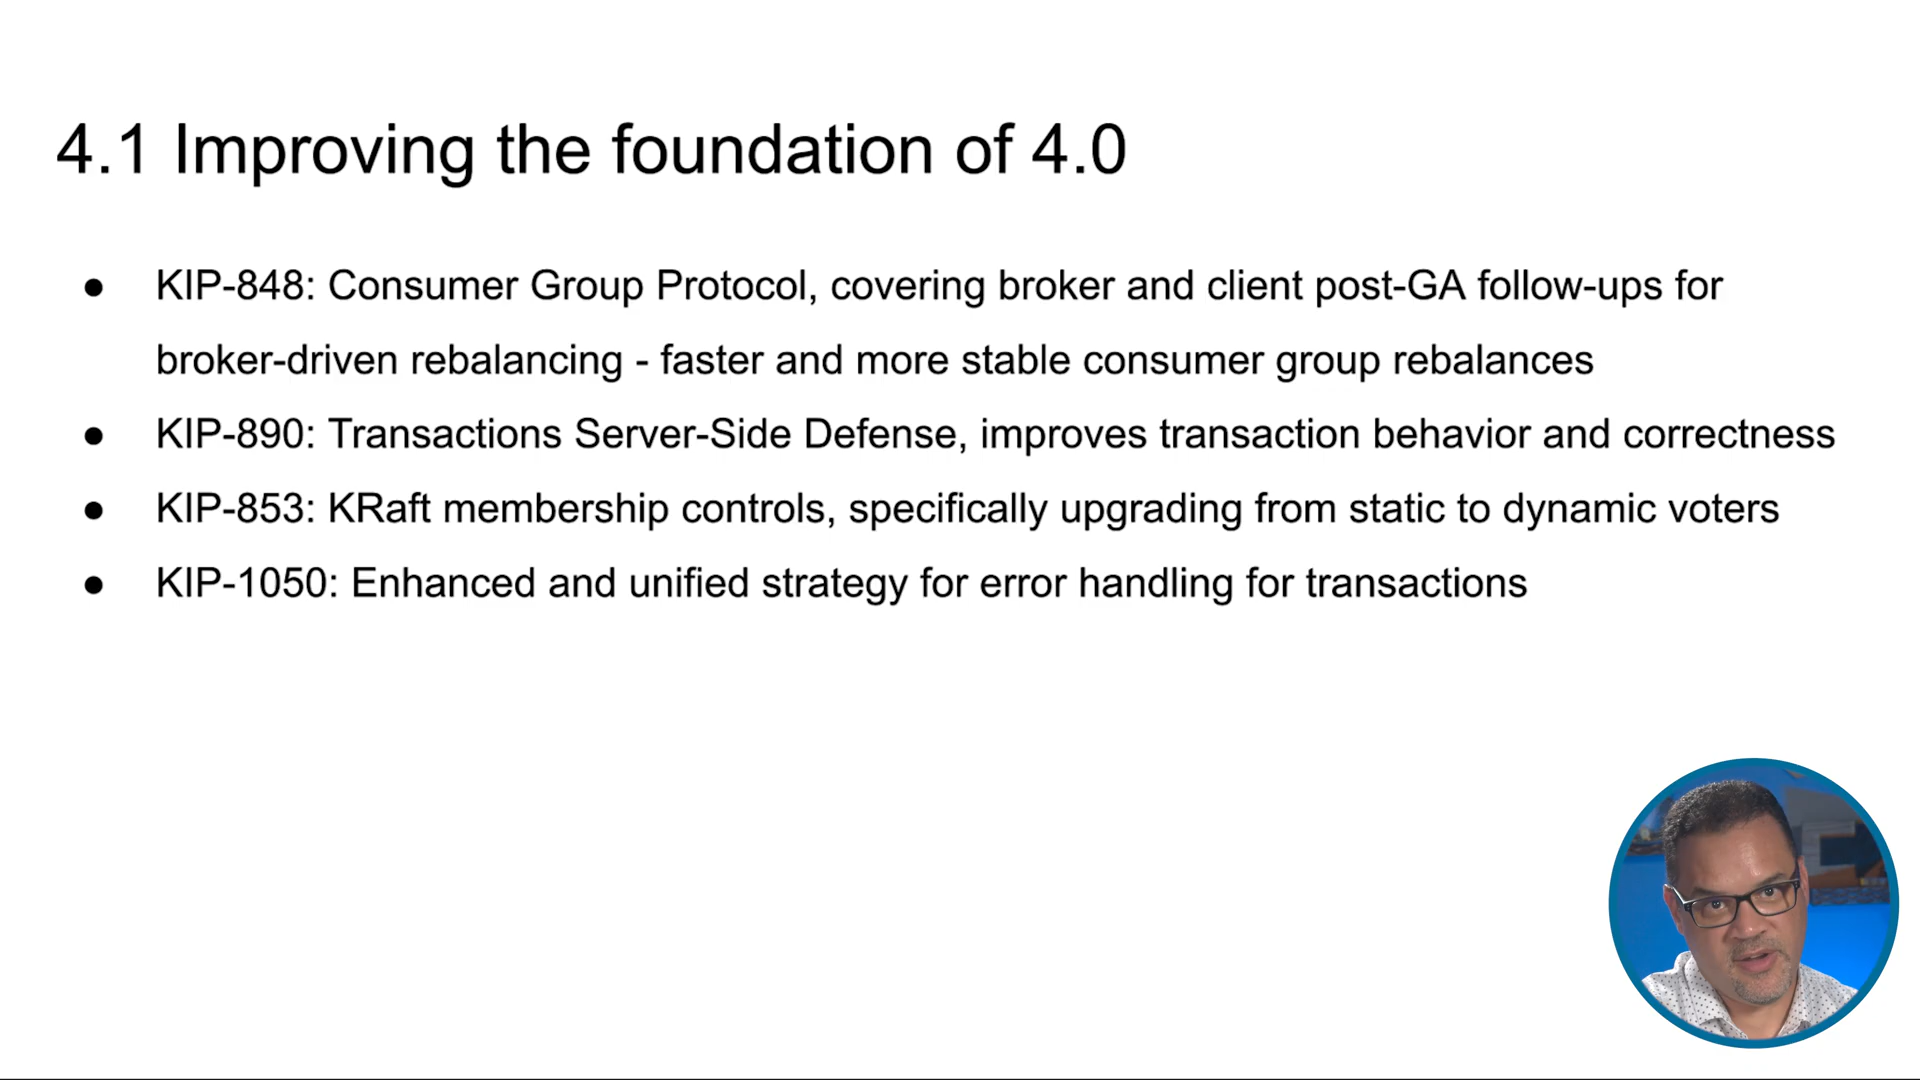 4.1 Improving the foundation of 4.0
● KIP-848: Consumer Group Protocol, covering broker and client post-GA follow-ups for
broker-driven rebalancing - faster and more stable consumer group rebalances
● KIP-890: Transactions Server-Side Defense, improves transaction behavior and correctness
● KIP-853: KRaft membership controls, specifically upgrading from static to dynamic voters
● KIP-1050: Enhanced and unified strategy for error handling for transactions